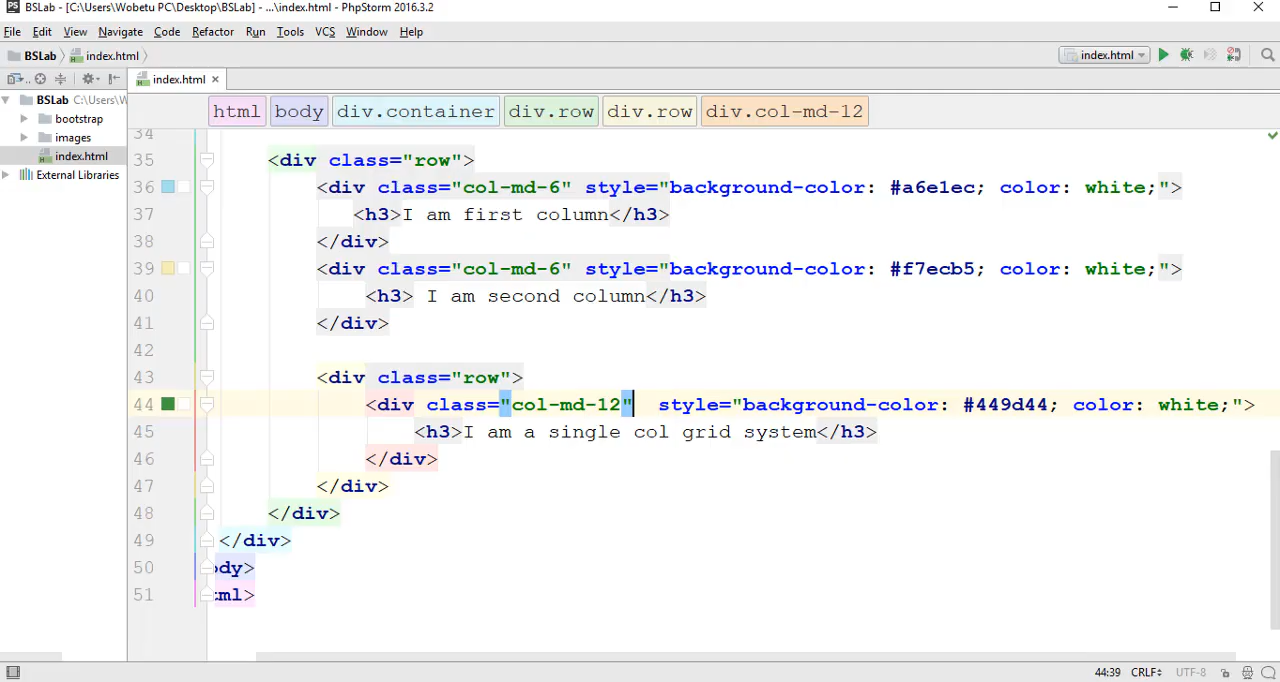 BSLab - [C:\Users\Wobetu PC\Desktop\BSLab] - ...\index.html - PhpStorm 2016.3.2
File Edit View Navigate Code Refactor Run Tools VCS Window Help
BSLab index.html index.html
index.html
BSLab C:\Users\W
bootstrap
images
index.html
External Libraries
html body div.container div.row div.row div.col-md-12
34
35 <div class="row">
36 <div class="col-md-6" style="background-color: #a6e1ec; color: white;">
37 <h3>I am first column</h3>
38 </div>
39 <div class="col-md-6" style="background-color: #f7ecb5; color: white;">
40 <h3> I am second column</h3>
41 </div>
42
43 <div class="row">
44 <div class="col-md-12" style="background-color: #449d44; color: white;">
45 <h3>I am a single col grid system</h3>
46 </div>
47 </div>
48 </div>
49 </div>
50 ody>
51 tml>
44:39 CRLF UTF-8